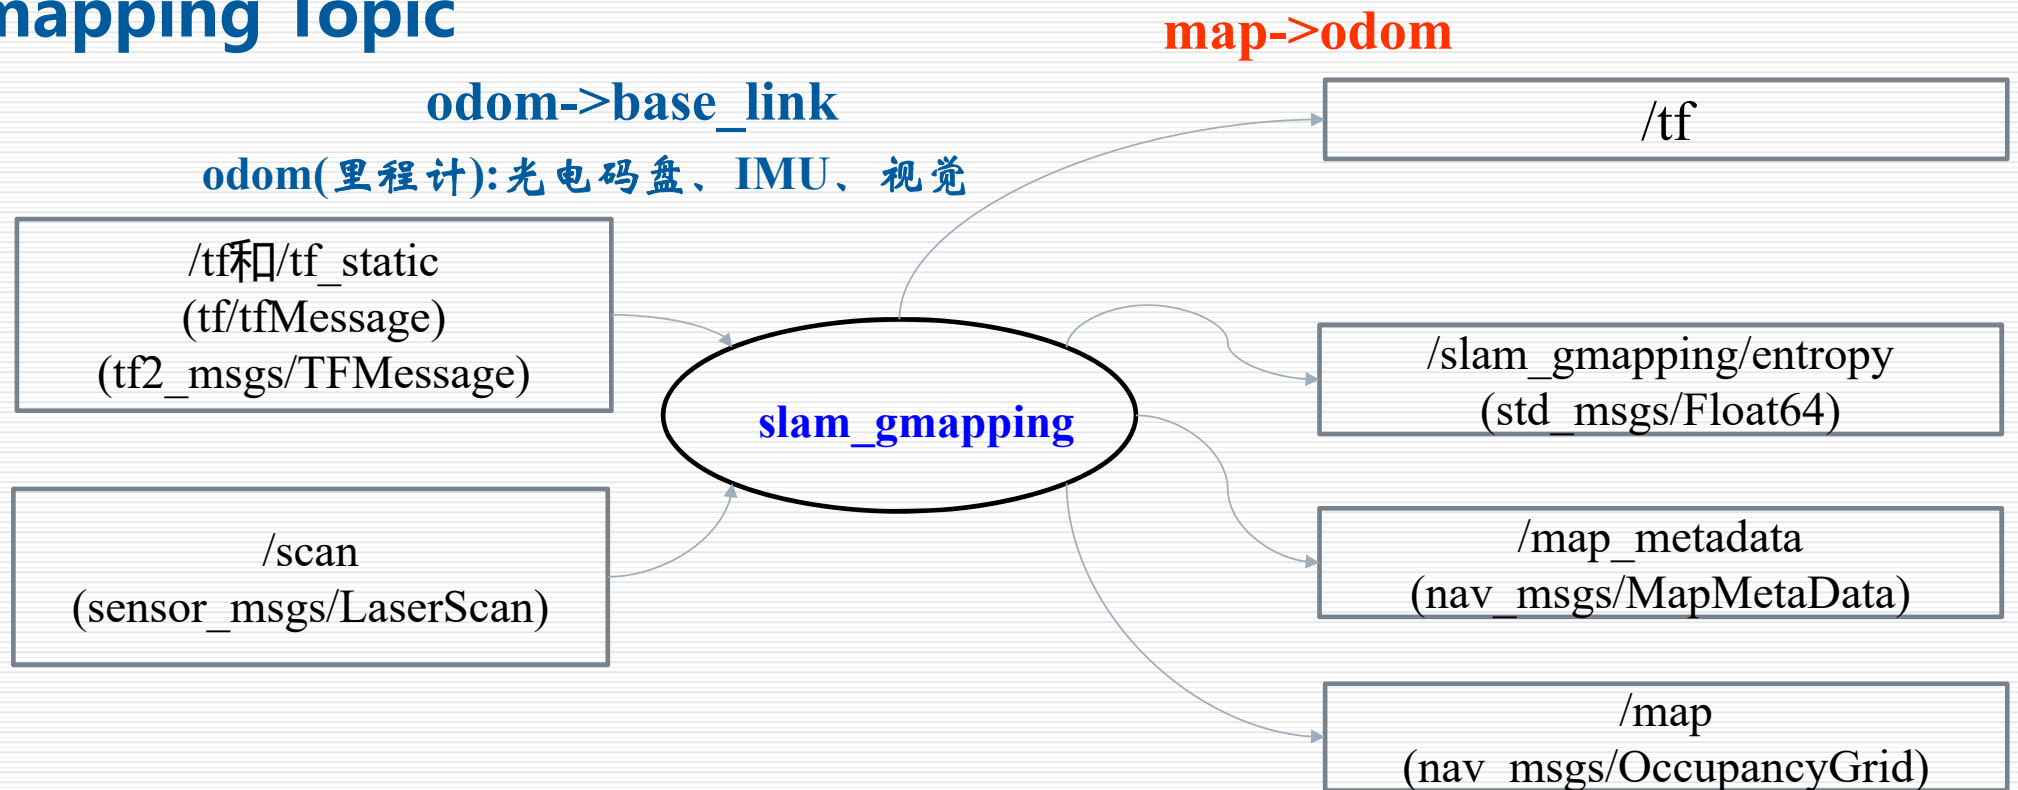 mapping Topic
map->odom
odom->base_link
/tf
odom(里程计):光电码盘、IMU、视觉
/tf和/tf_static
(tf/tfMessage)
(tf2_msgs/TFMessage)
/slam_gmapping/entropy
(std_msgs/Float64)
slam_gmapping
/scan
(sensor_msgs/LaserScan)
/map_metadata
(nav_msgs/MapMetaData)
/map
(nav_msgs/OccupancyGrid)